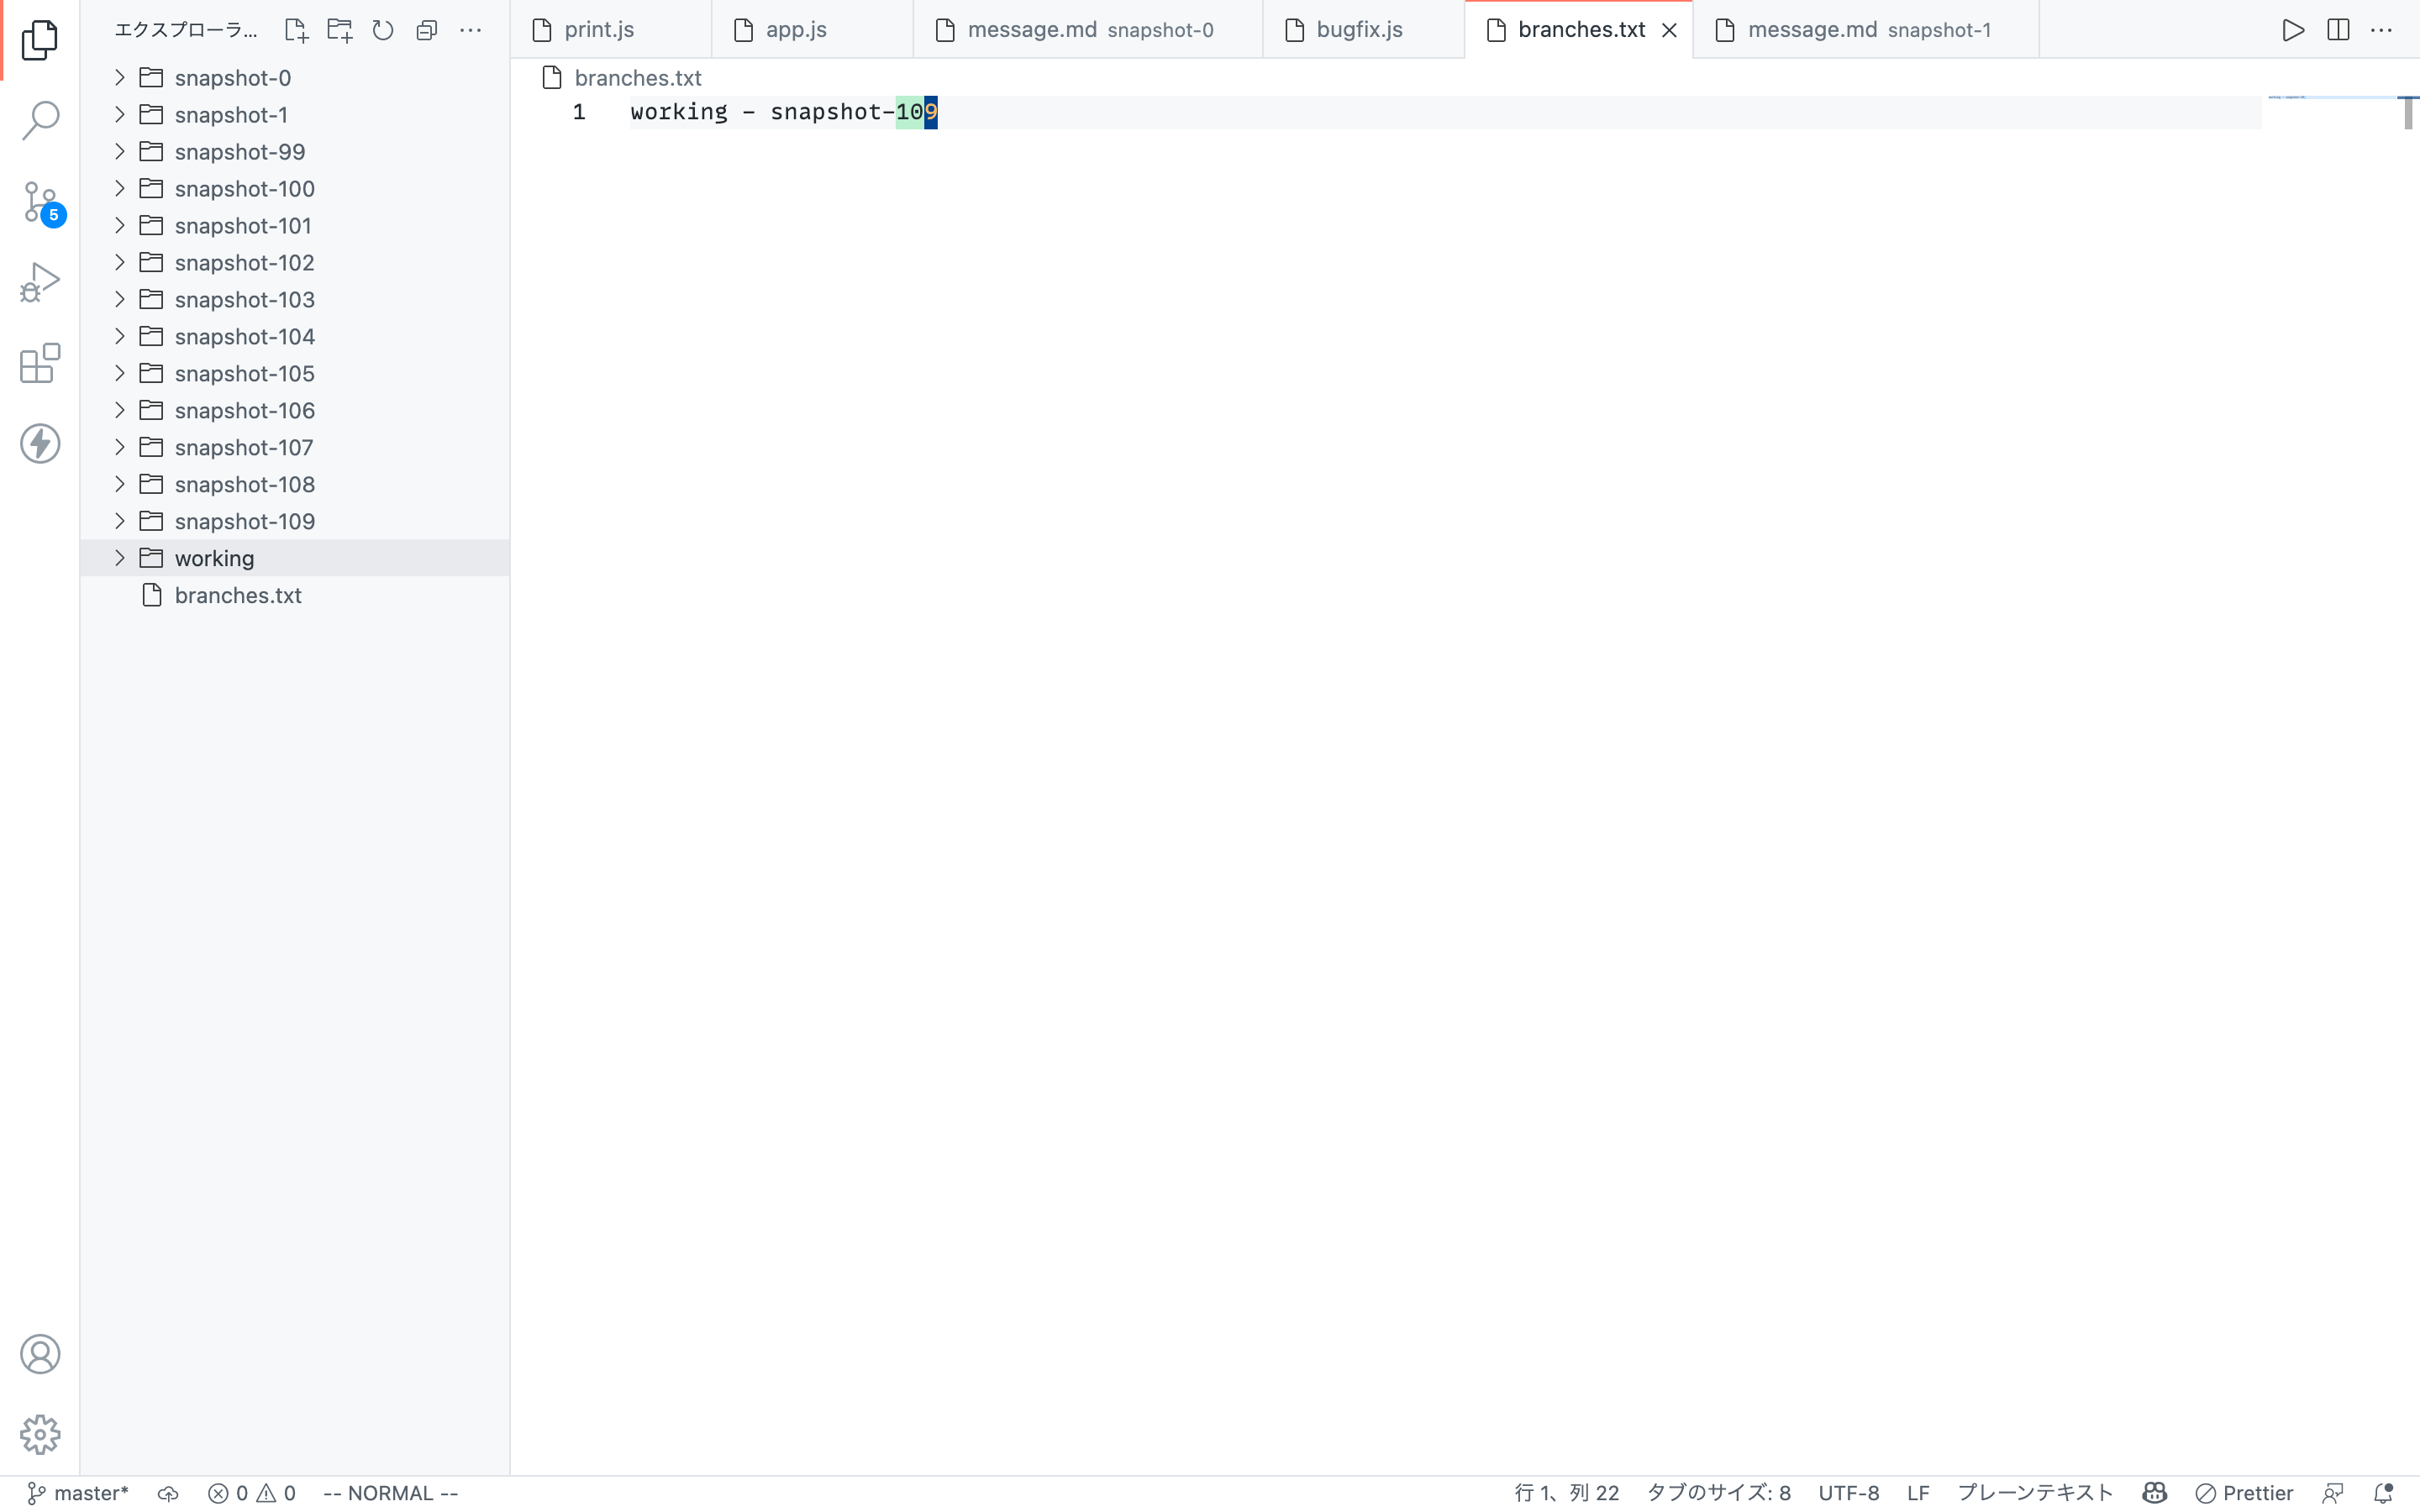 エクスプローラ...
snapshot-0
snapshot-1
snapshot-99
snapshot-100
snapshot-101
snapshot-102
snapshot-103
snapshot-104
snapshot-105
snapshot-106
snapshot-107
snapshot-108
snapshot-109
working
branches.txt
5
print.js
app.js
message.md snapshot-0
bugfix.js
branches.txt
message.md snapshot-1
branches.txt
1 working - snapshot-109
master*
0
0
-- NORMAL --
行 1、列 22
タブのサイズ: 8
UTF-8
LF
プレーンテキスト
Prettier